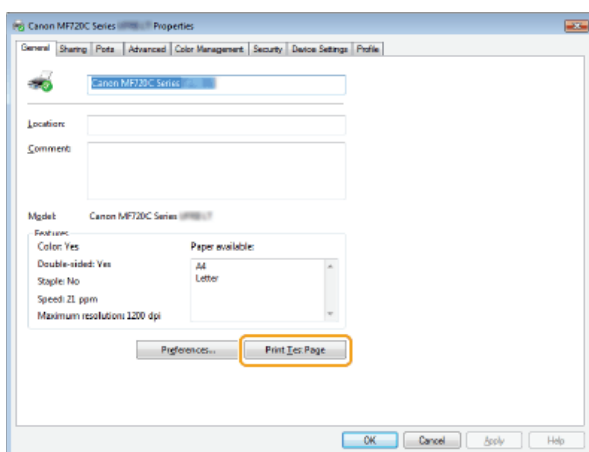 Canon MF720C Series Properties
General Sharing Ports Advanced Color Management Security Device Settings Profile
Canon MF720C Series
Location:
Comment:
Model: Canon MF720C Series
Features
Color: Yes Paper available:
Double-sided: Yes A4
Staple: No Letter
Speed: 21 ppm
Maximum resolution: 1200 dpi
Preferences... Print Test Page
OK Cancel Apply Help